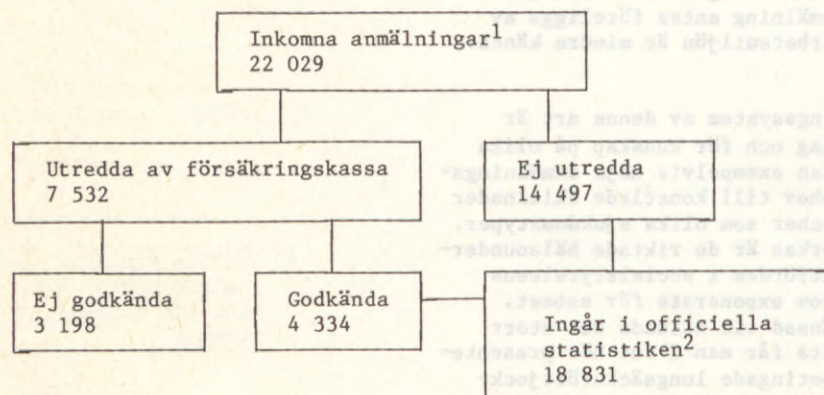 Inkomna anmälningar¹
22 029
Utredda av försäkringskassa
7 532
Ej utredda
14 497
Ej godkända
3 198
Godkända
4 334
Ingår i officiella
statistiken²
18 831